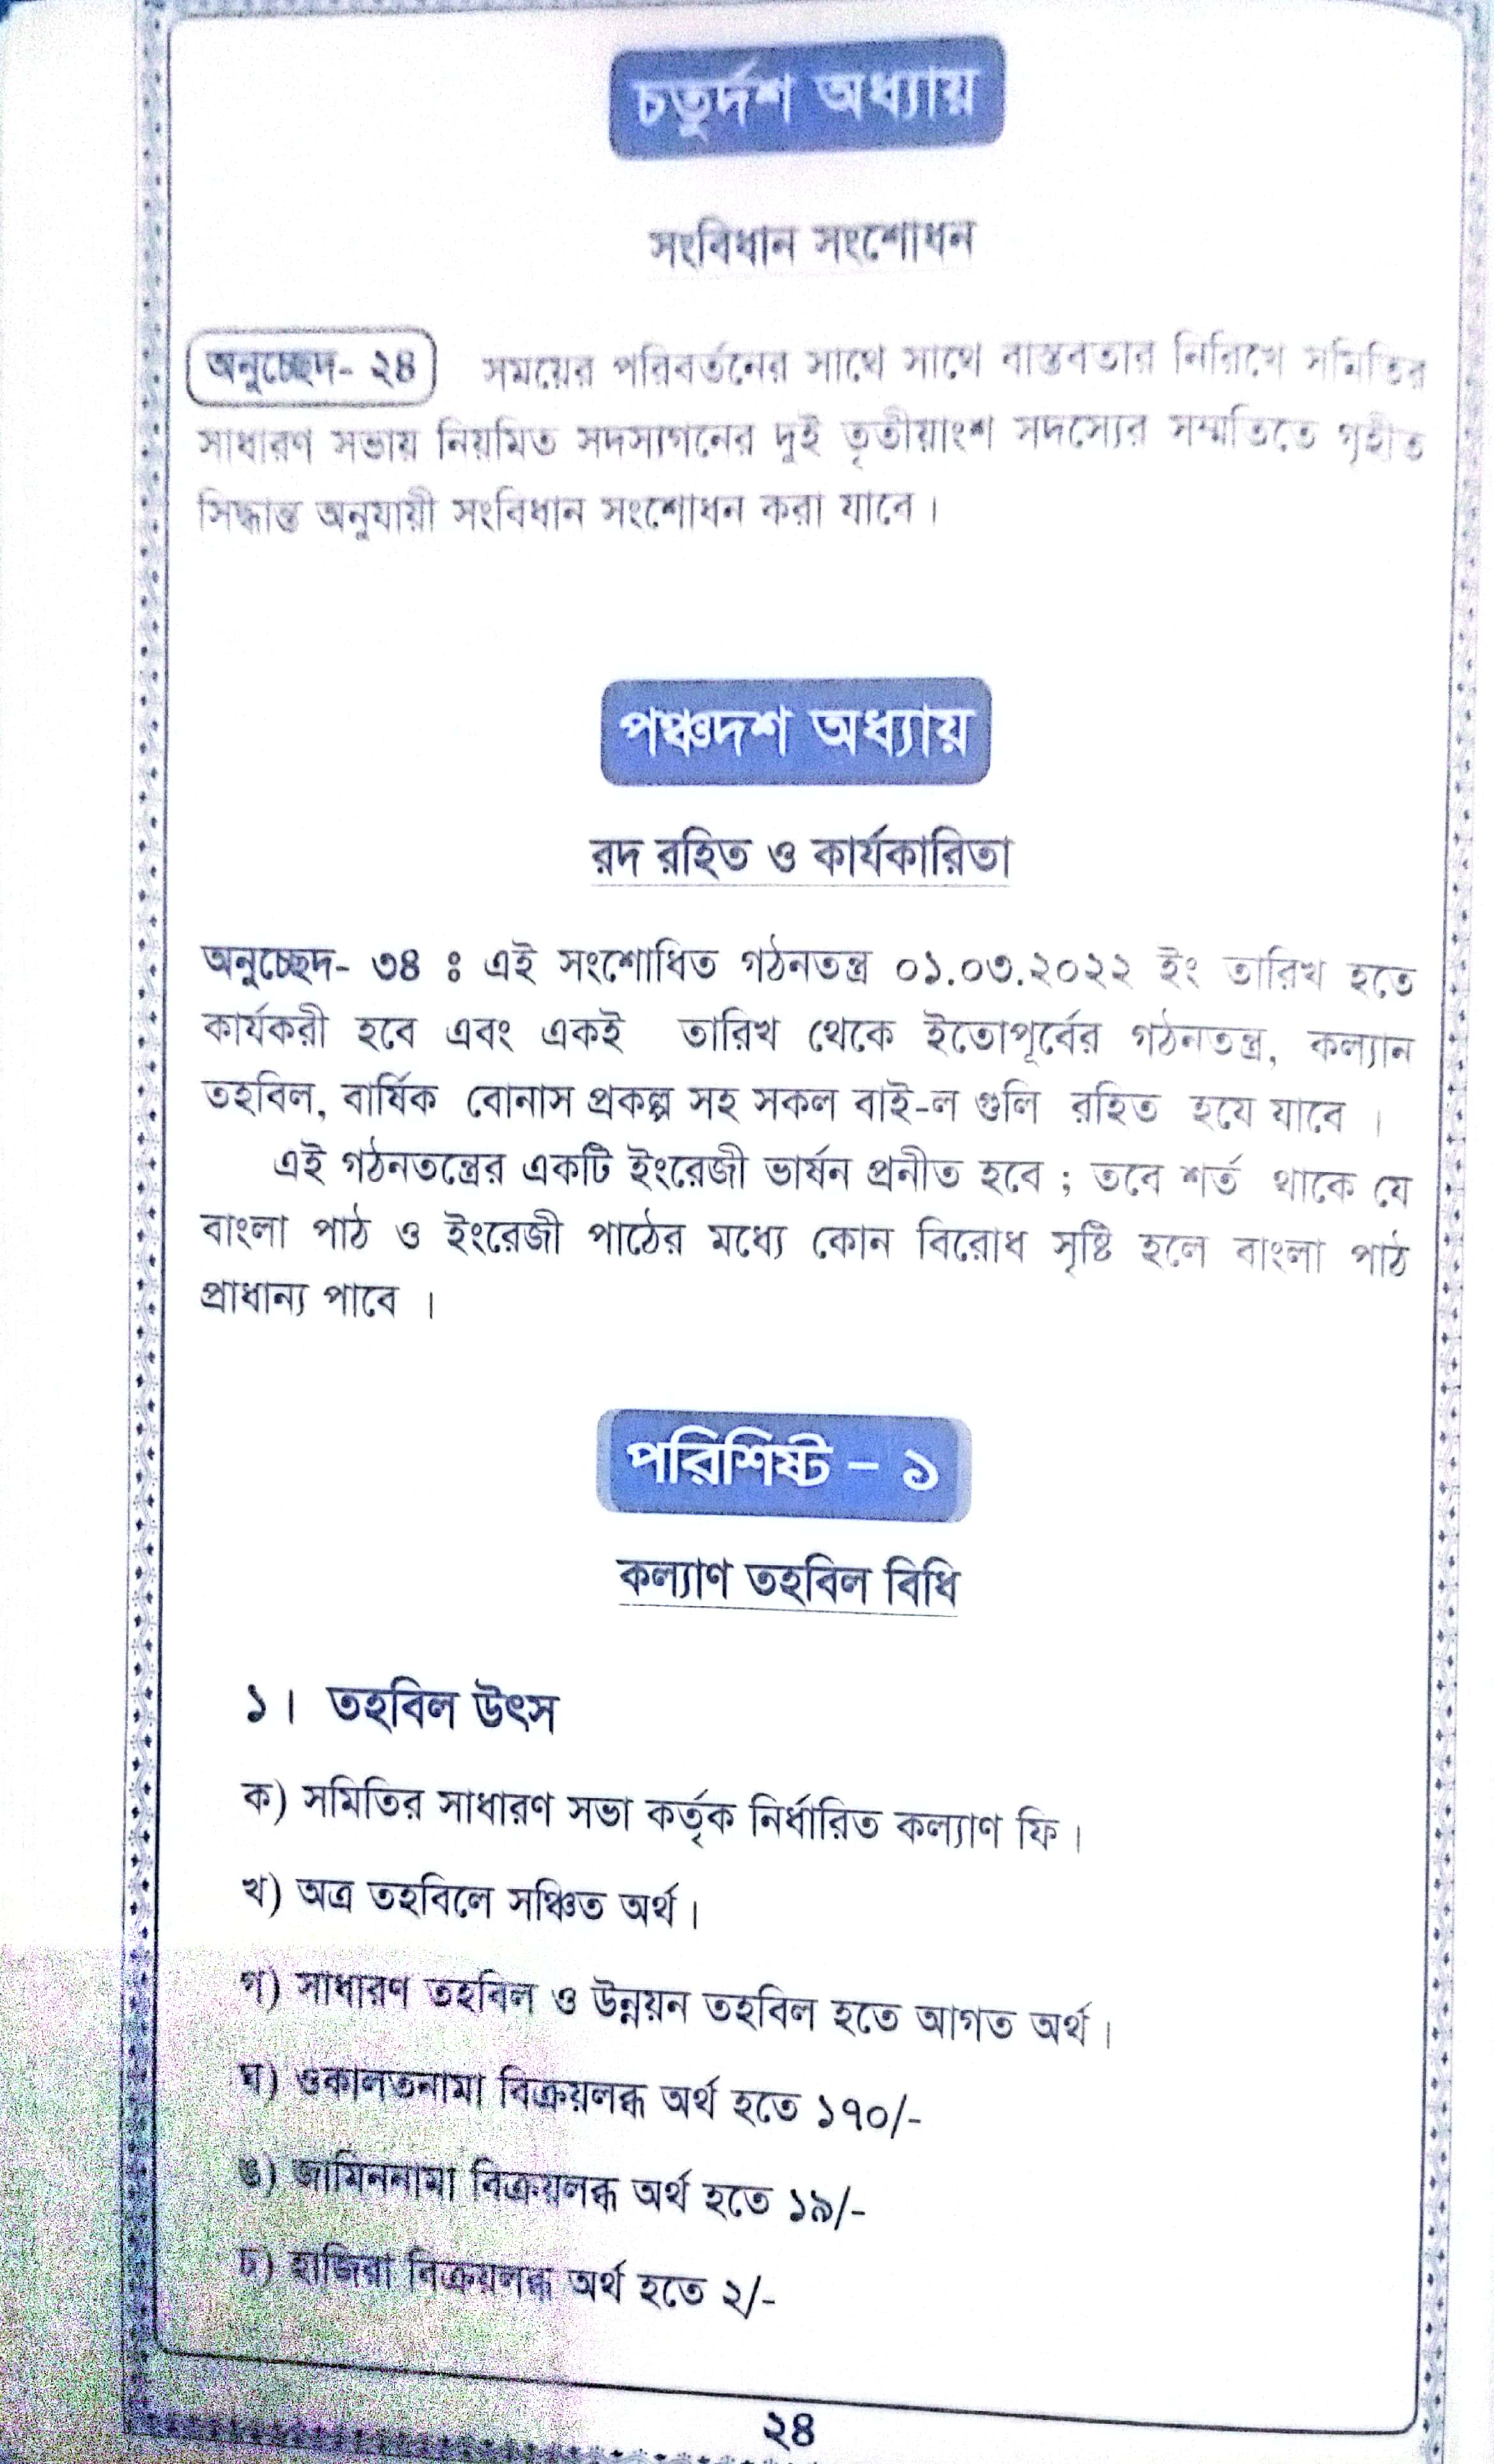 চতুর্দশ অধ্যায়
সংবিধান সংশোধন
অনুচ্ছেদ- ২৪ সময়ের পরিবর্তনের সাথে সাথে বাস্তবতার নিরিখে সমিতির
সাধারণ সভায় নিয়মিত সদস্যগনের দুই তৃতীয়াংশ সদস্যের সম্মতিতে গৃহীত
সিদ্ধান্ত অনুযায়ী সংবিধান সংশোধন করা যাবে।
পঞ্চদশ অধ্যায়
রদ রহিত ও কার্যকারিতা
অনুচ্ছেদ- ৩৪ ঃ এই সংশোধিত গঠনতন্ত্র ০১.০৩.২০২২ ইং তারিখ হতে
কার্যকরী হবে এবং একই তারিখ থেকে ইতোপূর্বের গঠনতন্ত্র, কল্যান
তহবিল, বার্ষিক বোনাস প্রকল্প সহ সকল বাই-ল গুলি রহিত হযে যাবে ।
এই গঠনতন্ত্রের একটি ইংরেজী ভার্ষন প্রনীত হবে ; তবে শর্ত থাকে যে
বাংলা পাঠ ও ইংরেজী পাঠের মধ্যে কোন বিরোধ সৃষ্টি হলে বাংলা পাঠ
প্রাধান্য পাবে ।
পরিশিষ্ট – ১
কল্যাণ তহবিল বিধি
১। তহবিল উৎস
ক) সমিতির সাধারণ সভা কর্তৃক নির্ধারিত কল্যাণ ফি।
খ) অত্র তহবিলে সঞ্চিত অর্থ।
গ) সাধারণ তহবিল ও উন্নয়ন তহবিল হতে আগত অর্থ।
ঘ) ওকালতনামা বিক্রয়লব্ধ অর্থ হতে ১৭০/-
ঙ) জামিননামা বিক্রয়লব্ধ অর্থ হতে ১৯/-
চ) হাজিরা বিক্রয়লব্ধ অর্থ হতে ২/-
২৪